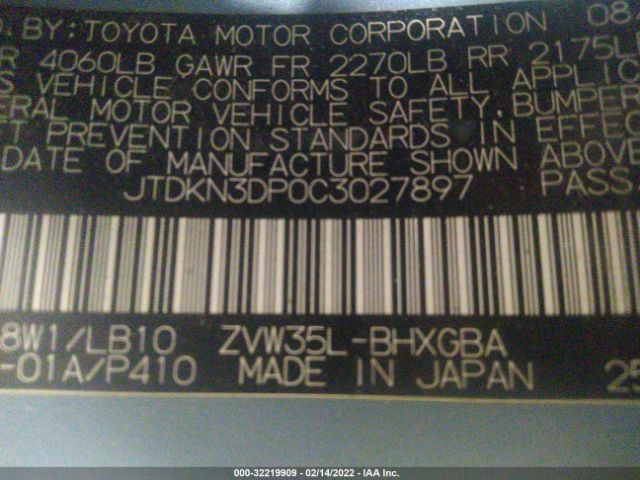 . BY: TOYOTA MOTOR CORPORATION 08
R 4060LB GAWR FR 2270LB RR 2175L
S VEHICLE CONFORMS TO ALL APPLIC
ERAL MOTOR VEHICLE SAFETY, BUMPER
T PREVENTION STANDARDS IN EFFEC
DATE OF MANUFACTURE SHOWN ABOVE
JTDKN3DP0C3027897 PASS
8W1/LB10 ZVW35L-BHXGBA
-01A/P410 MADE IN JAPAN 25
000-32219909 - 02/14/2022 - IAA Inc.